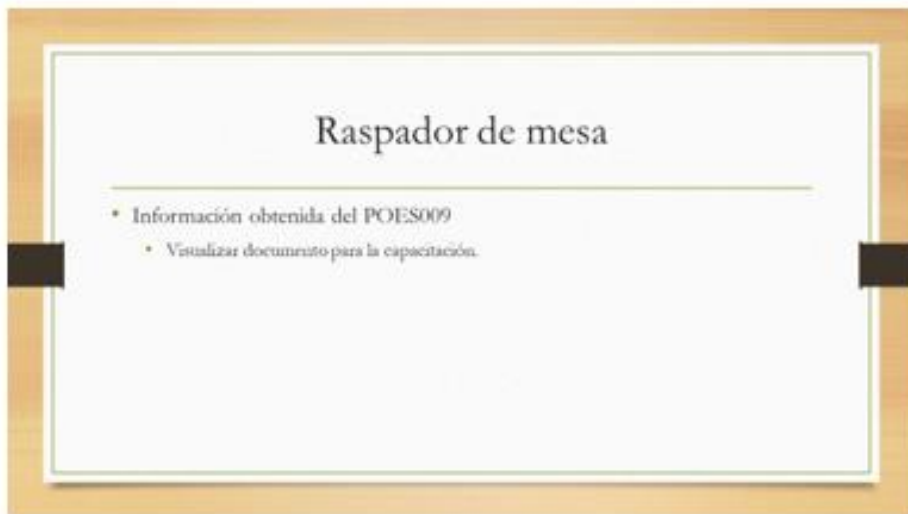 Raspador de mesa
• Información obtenida del POES009
• Visualizar documento para la capacitación.